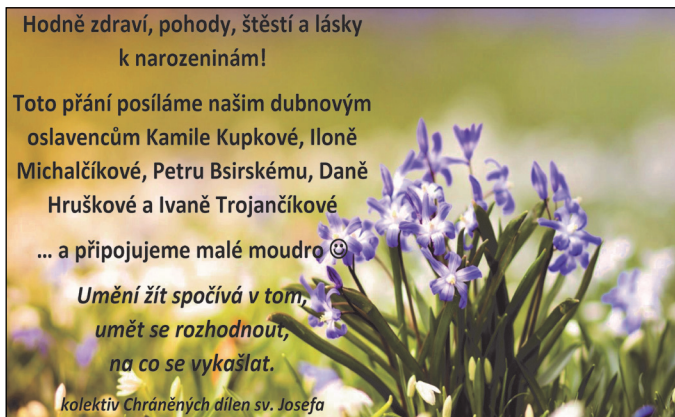 Hodně zdraví, pohody, štěstí a lásky
k narozeninám!
Toto přání posíláme našim dubnovým
oslavencům Kamile Kupkové, Iloně
Michalčíkové, Petru Bsirskému, Daně
Hruškové a Ivaně Trojančíkové
... a připojujeme malé moudro ☺
Umění žít spočívá v tom,
umět se rozhodnout,
na co se vykašlat.
kolektiv Chráněných dílen sv. Josefa